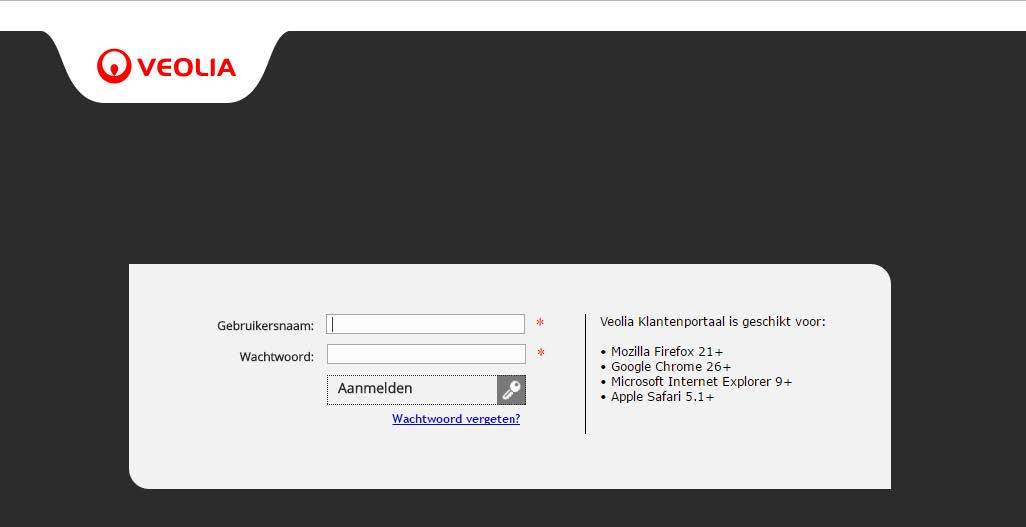 VEOLIA
Gebruikersnaam: *
Wachtwoord: *
Aanmelden
Wachtwoord vergeten?
Veolia Klantenportaal is geschikt voor:
• Mozilla Firefox 21+
• Google Chrome 26+
• Microsoft Internet Explorer 9+
• Apple Safari 5.1+